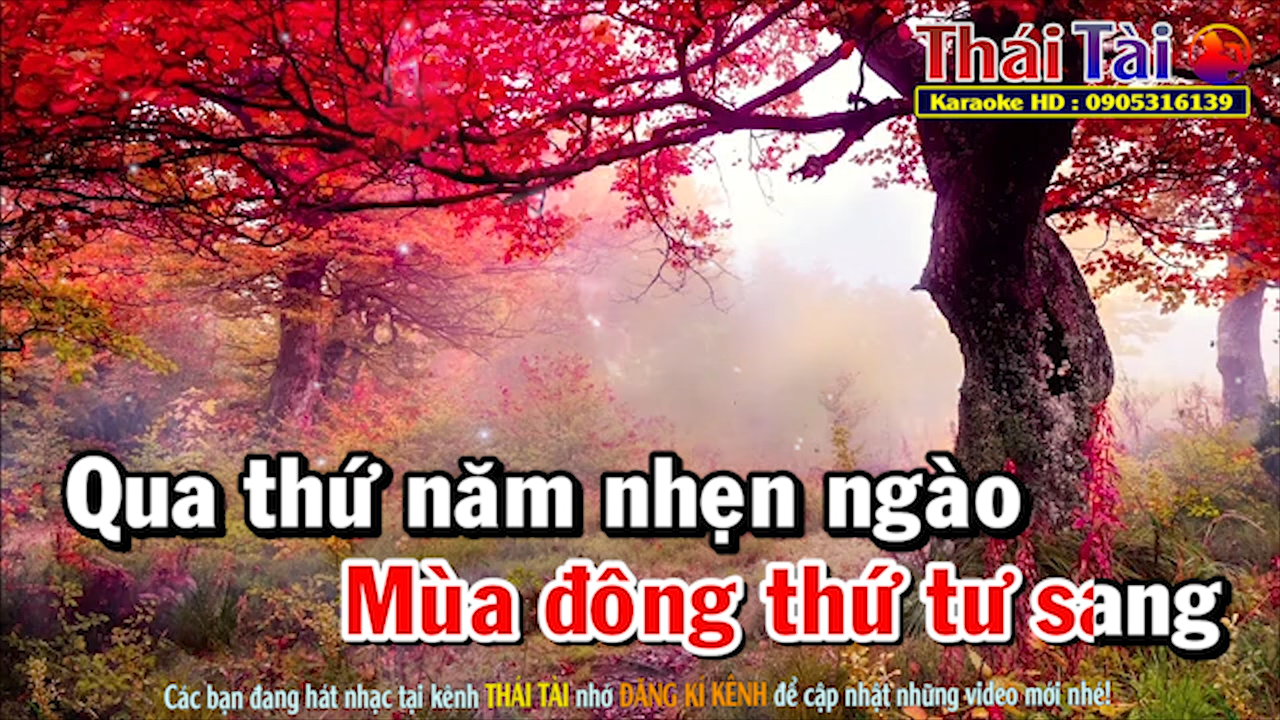 Thái Tài
Karaoke HD : 0905316139
Qua thứ năm nhẹn ngào
Mùa đông thứ tư sang
Các bạn đang hát nhạc tại kênh THÁI TÀI nhớ ĐĂNG KÍ KÊNH để cập nhật những video mới nhé!